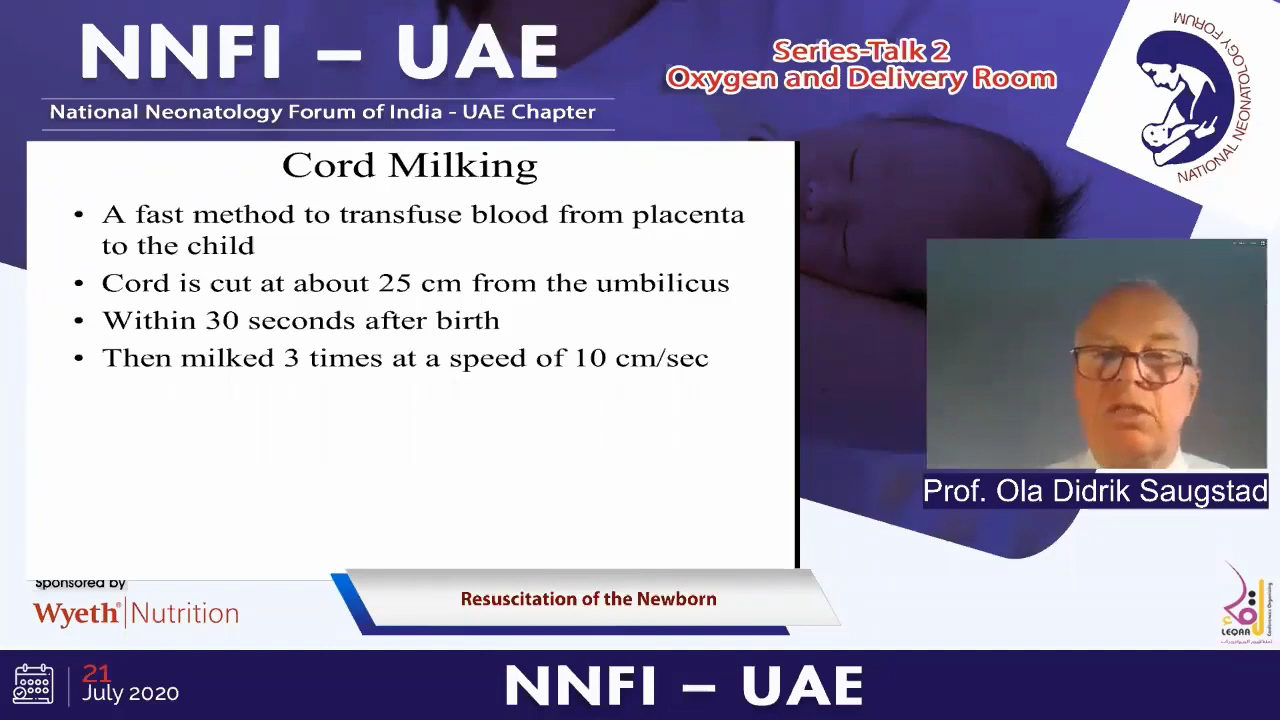 NNFI – UAE
National Neonatology Forum of India - UAE Chapter
Series-Talk 2
Oxygen and Delivery Room
NATIONAL NEONATOLOGY FORUM
Cord Milking
• A fast method to transfuse blood from placenta
to the child
• Cord is cut at about 25 cm from the umbilicus
• Within 30 seconds after birth
• Then milked 3 times at a speed of 10 cm/sec
Prof. Ola Didrik Saugstad
Sponsored by
Wyeth® Nutrition
Resuscitation of the Newborn
LEQAA
21
July 2020
NNFI – UAE